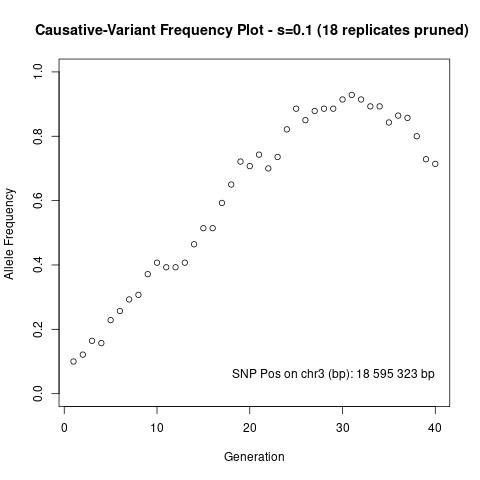 Causative-Variant Frequency Plot - s=0.1 (18 replicates pruned)
1.0
0.8
0.6
0.4
0.2
0.0
Allele Frequency
SNP Pos on chr3 (bp): 18 595 323 bp
0 10 20 30 40
Generation